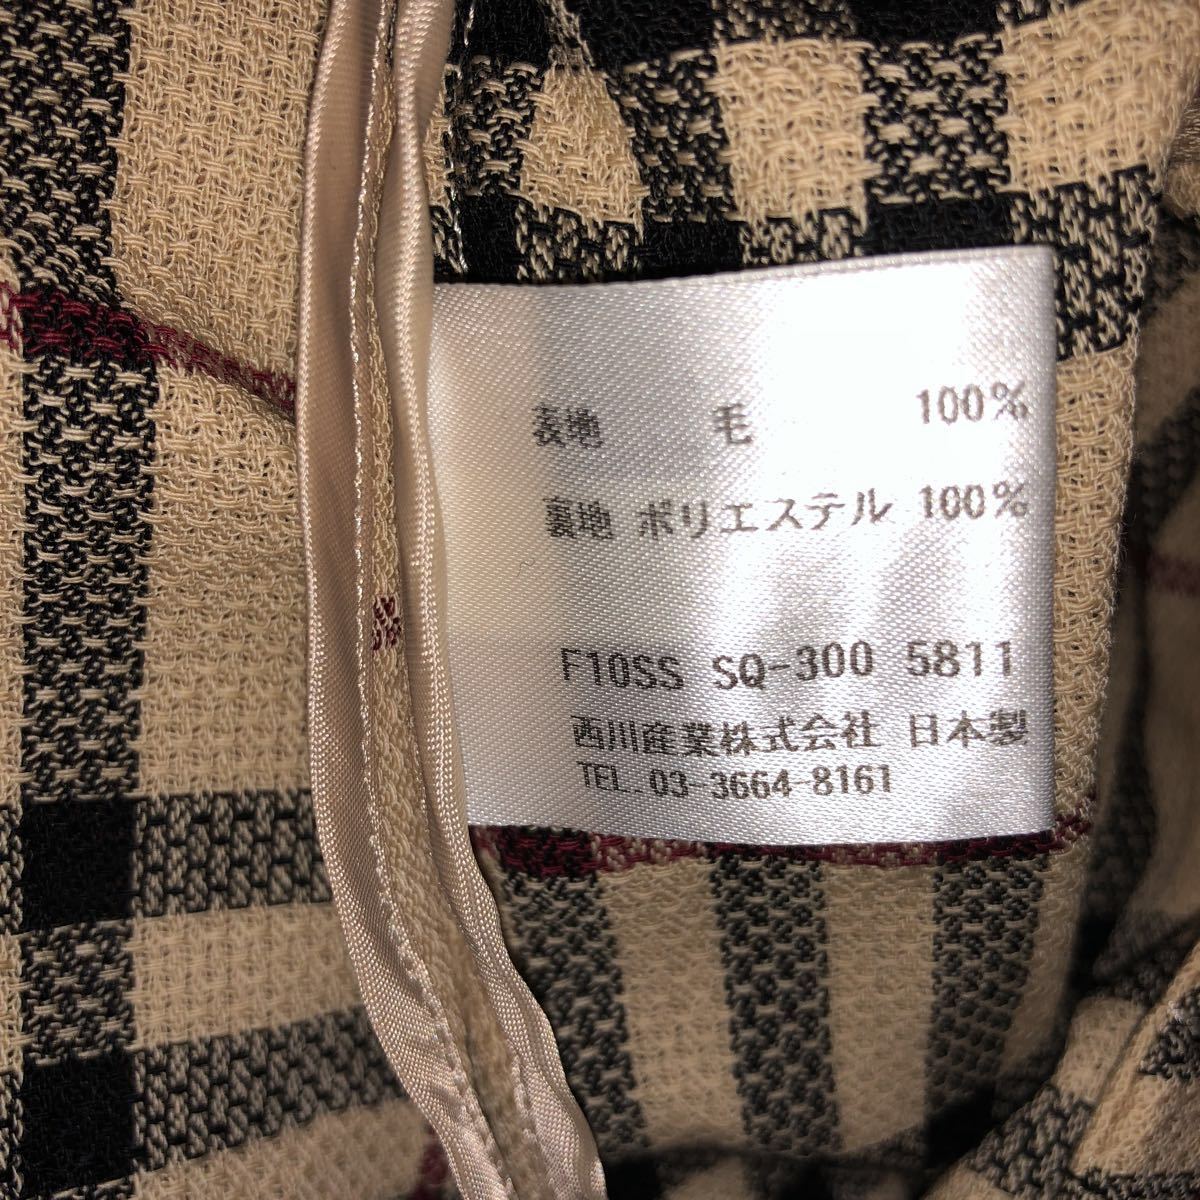 表地 毛 100%
裏地 ポリエステル 100%
F10SS SQ-300 5811
西川産業株式会社 日本製
TEL. 03-3664-8161